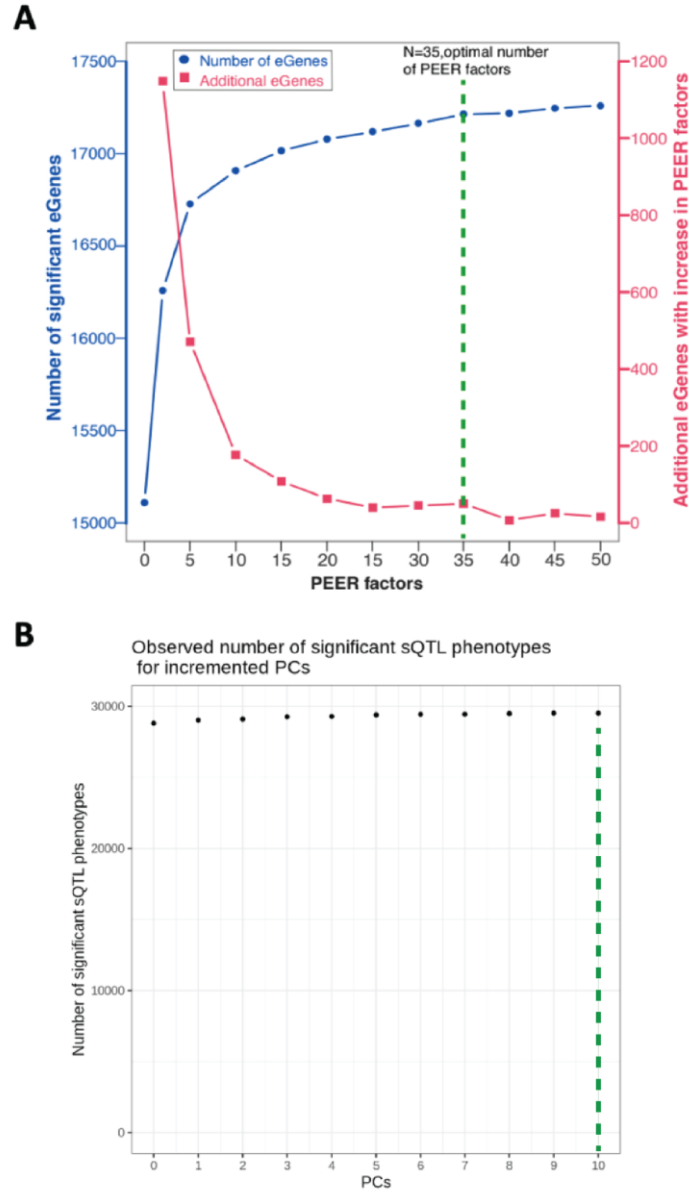 A
N=35,optimal number
of PEER factors
Number of eGenes
Additional eGenes
17500
17000
16500
16000
15500
15000
Number of significant eGenes
1200
1000
800
600
400
200
0
Additional eGenes with increase in PEER factors
0 5 10 15 20 15 30 35 40 45 50
PEER factors
B
Observed number of significant sQTL phenotypes
for incremented PCs
30000
20000
10000
0
Number of significant sQTL phenotypes
0 1 2 3 4 5 6 7 8 9 10
PCs